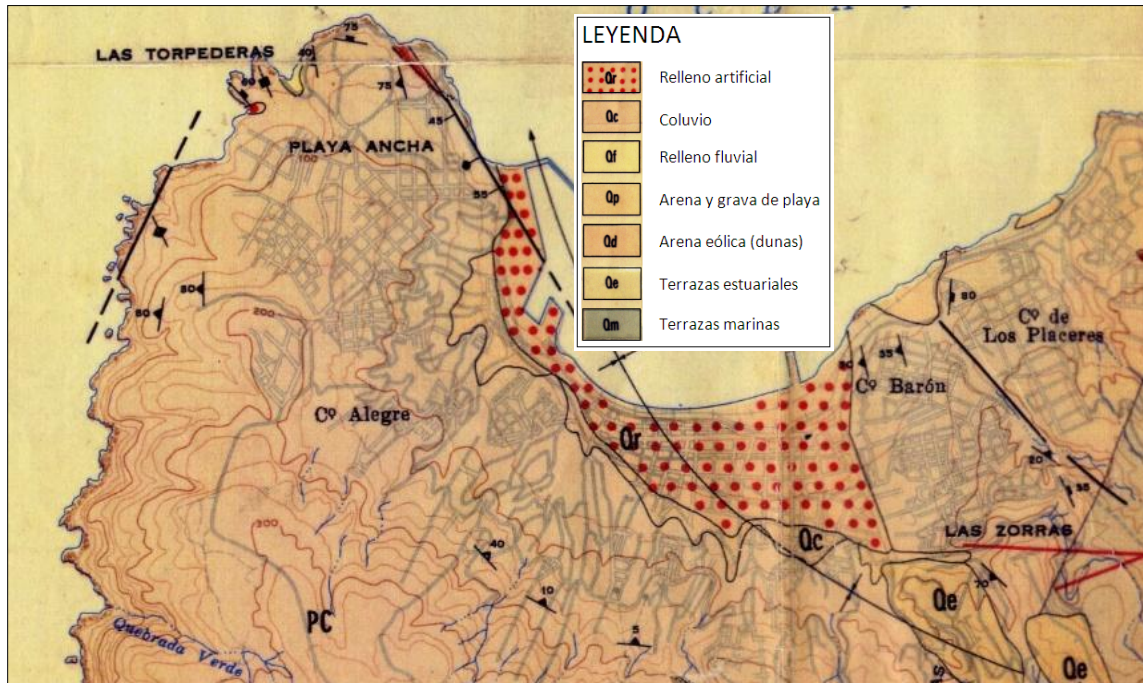 LEYENDA
Qr Relleno artificial
Qc Coluvio
Qf Relleno fluvial
Qp Arena y grava de playa
Qd Arena eólica (dunas)
Qe Terrazas estuariales
Qm Terrazas marinas
75
LAS TORPEDERAS
40
60
75
45
PLAYA ANCHA
100
55
80
80
200
80
Cº de
Los Placeres
80
55
Cº Barón
Cº Alegre
Qr
20
35
300
LAS ZORRAS
Qc
40
70
10
Qe
PC
5
Quebrada Verde
Qe